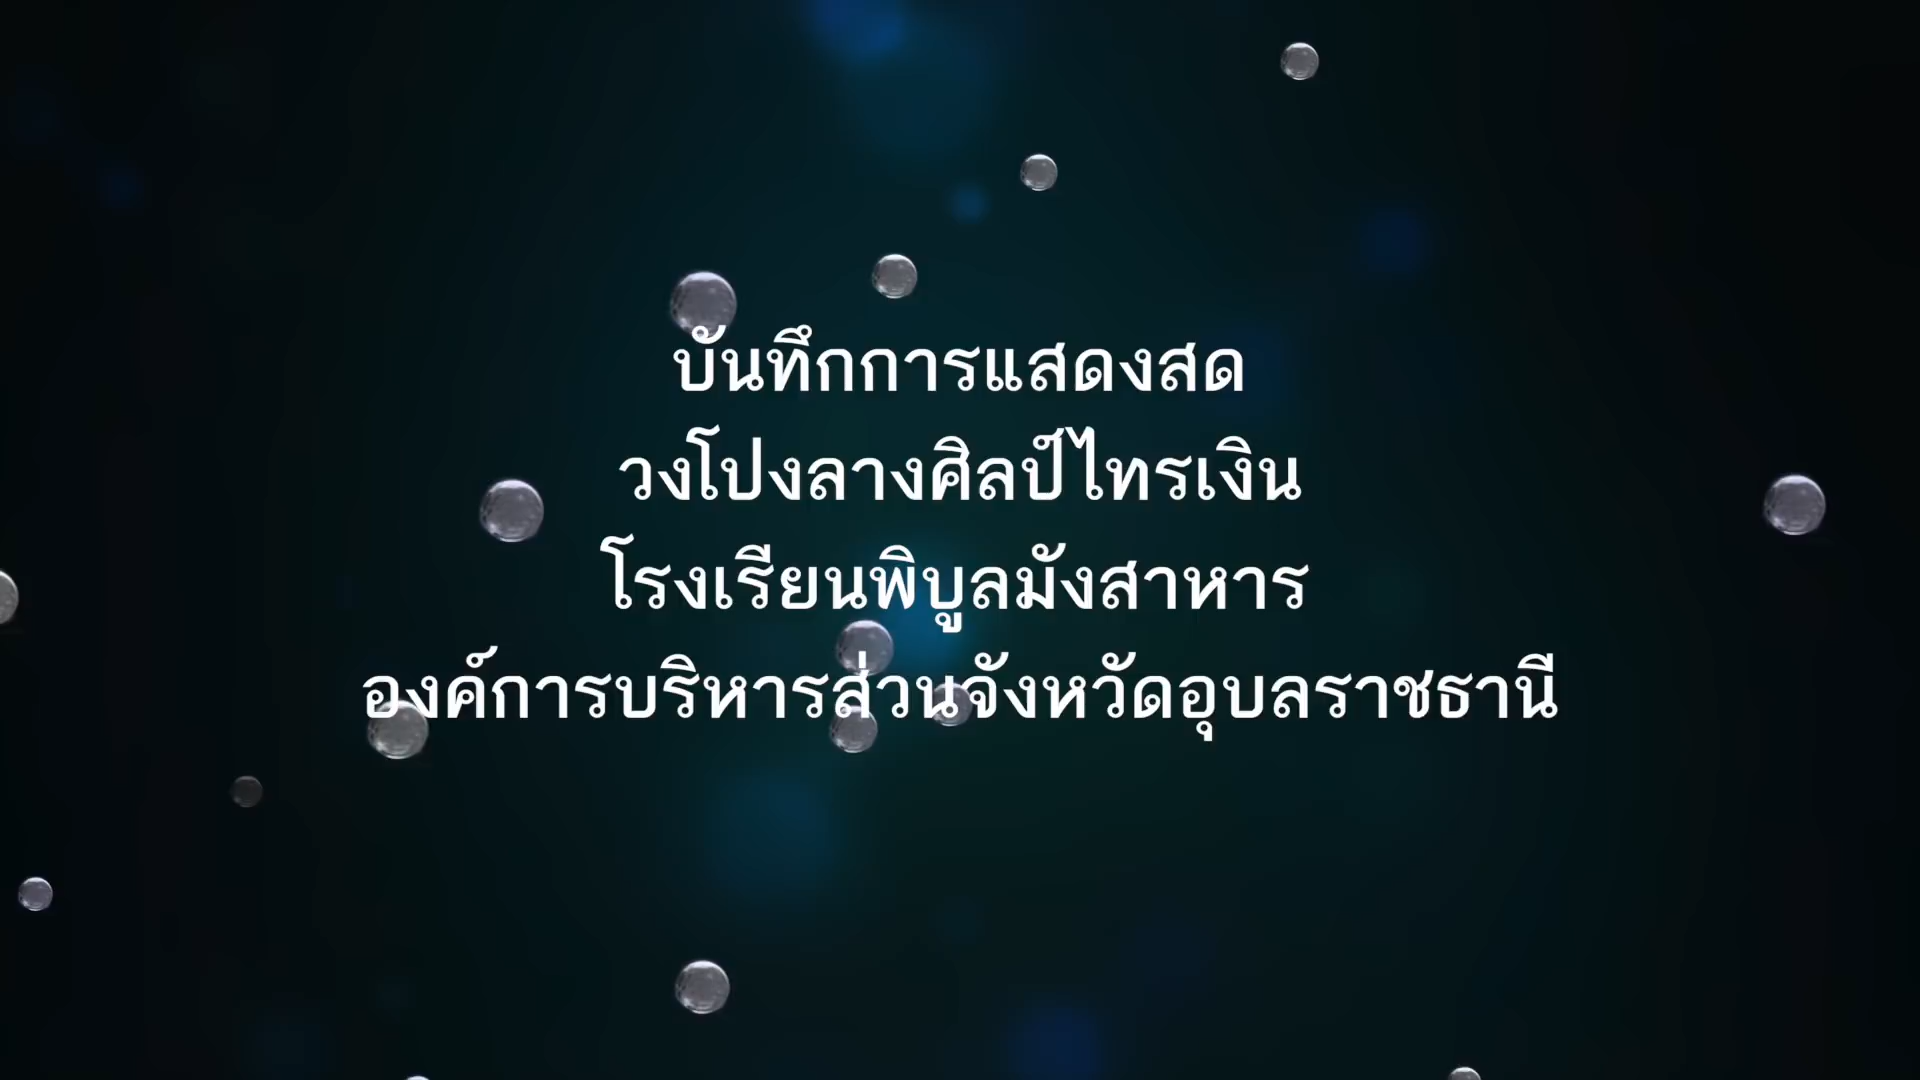 บันทึกการแสดงสด
วงโปงลางศิลป์ไทรเงิน
โรงเรียนพิบูลมังสาหาร
องค์การบริหารส่วนจังหวัดอุบลราชธานี